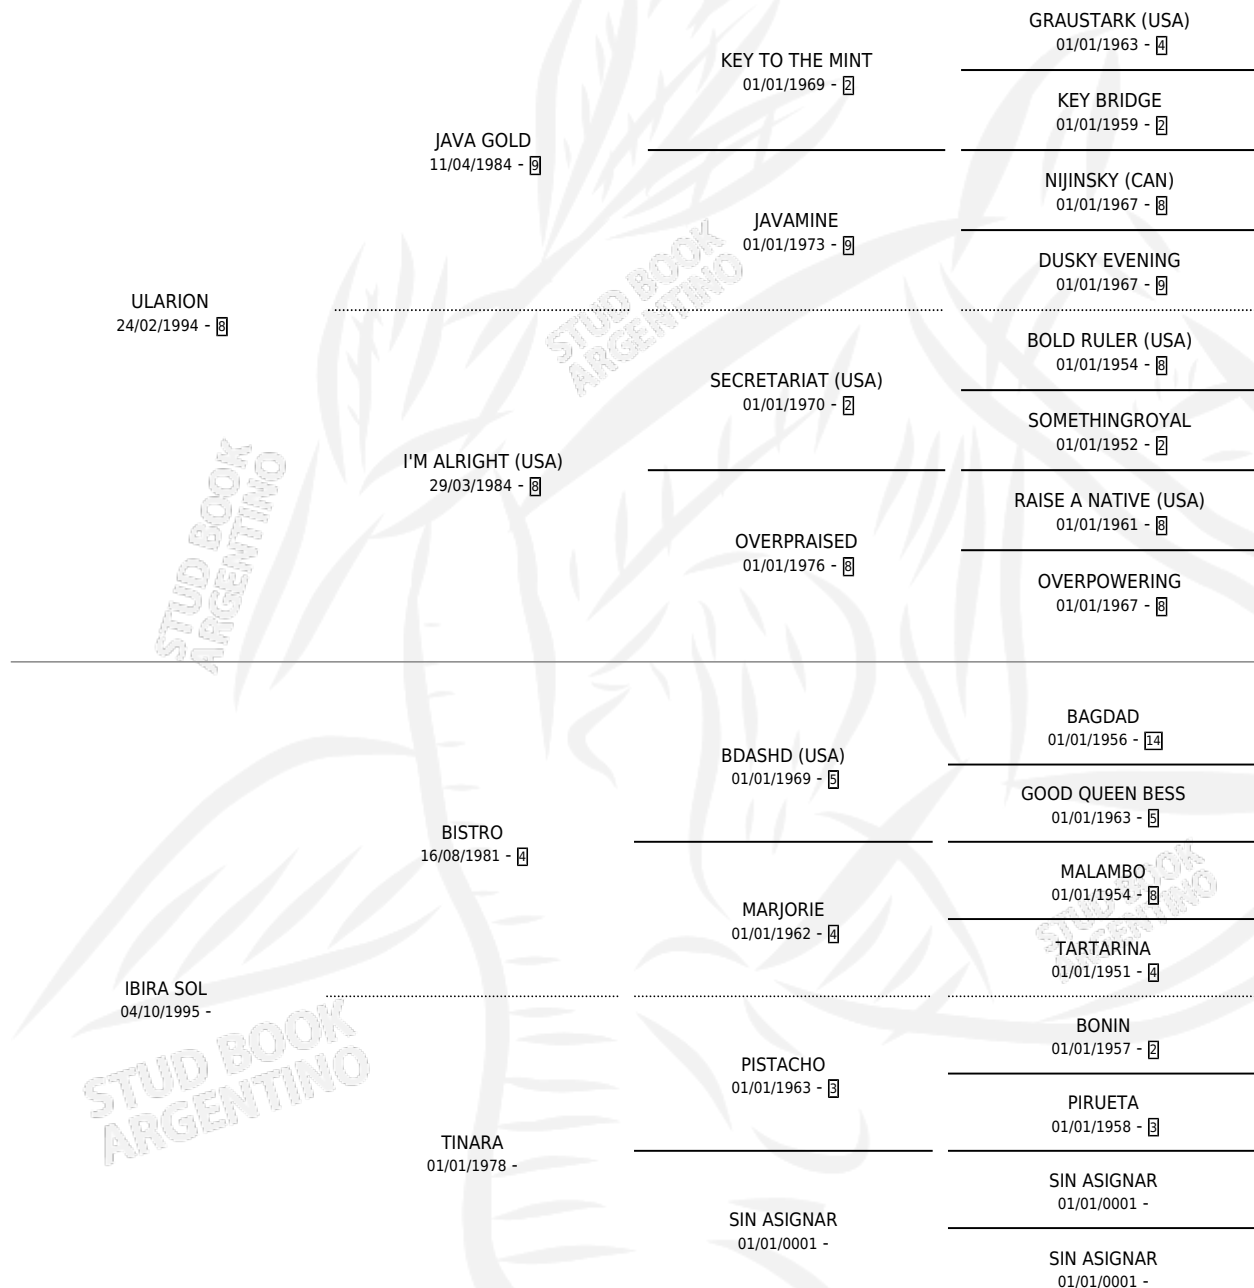 GRAUSTARK (USA)
01/01/1963 - 4
KEY TO THE MINT
01/01/1969 - 2
KEY BRIDGE
01/01/1959 - 2
JAVA GOLD
11/04/1984 - 9
NIJINSKY (CAN)
01/01/1967 - 8
JAVAMINE
01/01/1973 - 9
DUSKY EVENING
01/01/1967 - 9
ULARION
24/02/1994 - 8
BOLD RULER (USA)
01/01/1954 - 8
SECRETARIAT (USA)
01/01/1970 - 2
SOMETHINGROYAL
01/01/1952 - 2
I'M ALRIGHT (USA)
29/03/1984 - 8
RAISE A NATIVE (USA)
01/01/1961 - 8
OVERPRAISED
01/01/1976 - 8
OVERPOWERING
01/01/1967 - 8
BAGDAD
01/01/1956 - 14
BDASHD (USA)
01/01/1969 - 5
GOOD QUEEN BESS
01/01/1963 - 5
BISTRO
16/08/1981 - 4
MALAMBO
01/01/1954 - 8
MARJORIE
01/01/1962 - 4
TARTARINA
01/01/1951 - 4
IBIRA SOL
04/10/1995 -
BONIN
01/01/1957 - 2
PISTACHO
01/01/1963 - 3
PIRUETA
01/01/1958 - 3
TINARA
01/01/1978 -
SIN ASIGNAR
01/01/0001 -
SIN ASIGNAR
01/01/0001 -
SIN ASIGNAR
01/01/0001 -
STUD BOOK
ARGENTINO
STUD BOOK
ARGENTINO
STUD BOOK
ARGENTINO
STUD BOOK
ARGENTINO